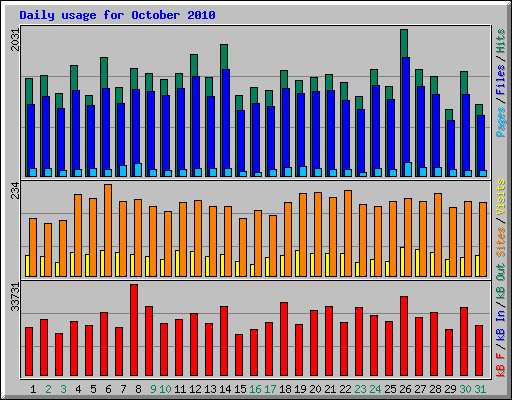 Daily usage for October 2010
2031
Pages / Files / Hits
234
Sites / Visits
33731
kB F / kB In / kB Out
1 2 3 4 5 6 7 8 9 10 11 12 13 14 15 16 17 18 19 20 21 22 23 24 25 26 27 28 29 30 31